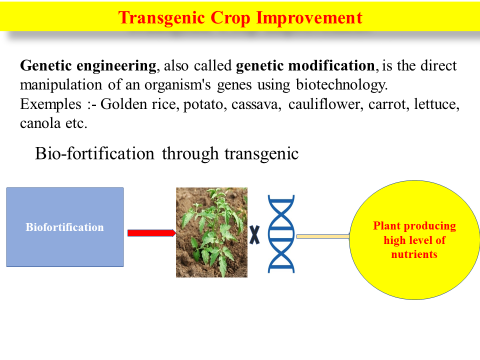 Transgenic Crop Improvement
Genetic engineering, also called genetic modification, is the direct
manipulation of an organism's genes using biotechnology.
Exemples :- Golden rice, potato, cassava, cauliflower, carrot, lettuce,
canola etc.
Bio-fortification through transgenic
Biofortification
X
Plant producing
high level of
nutrients